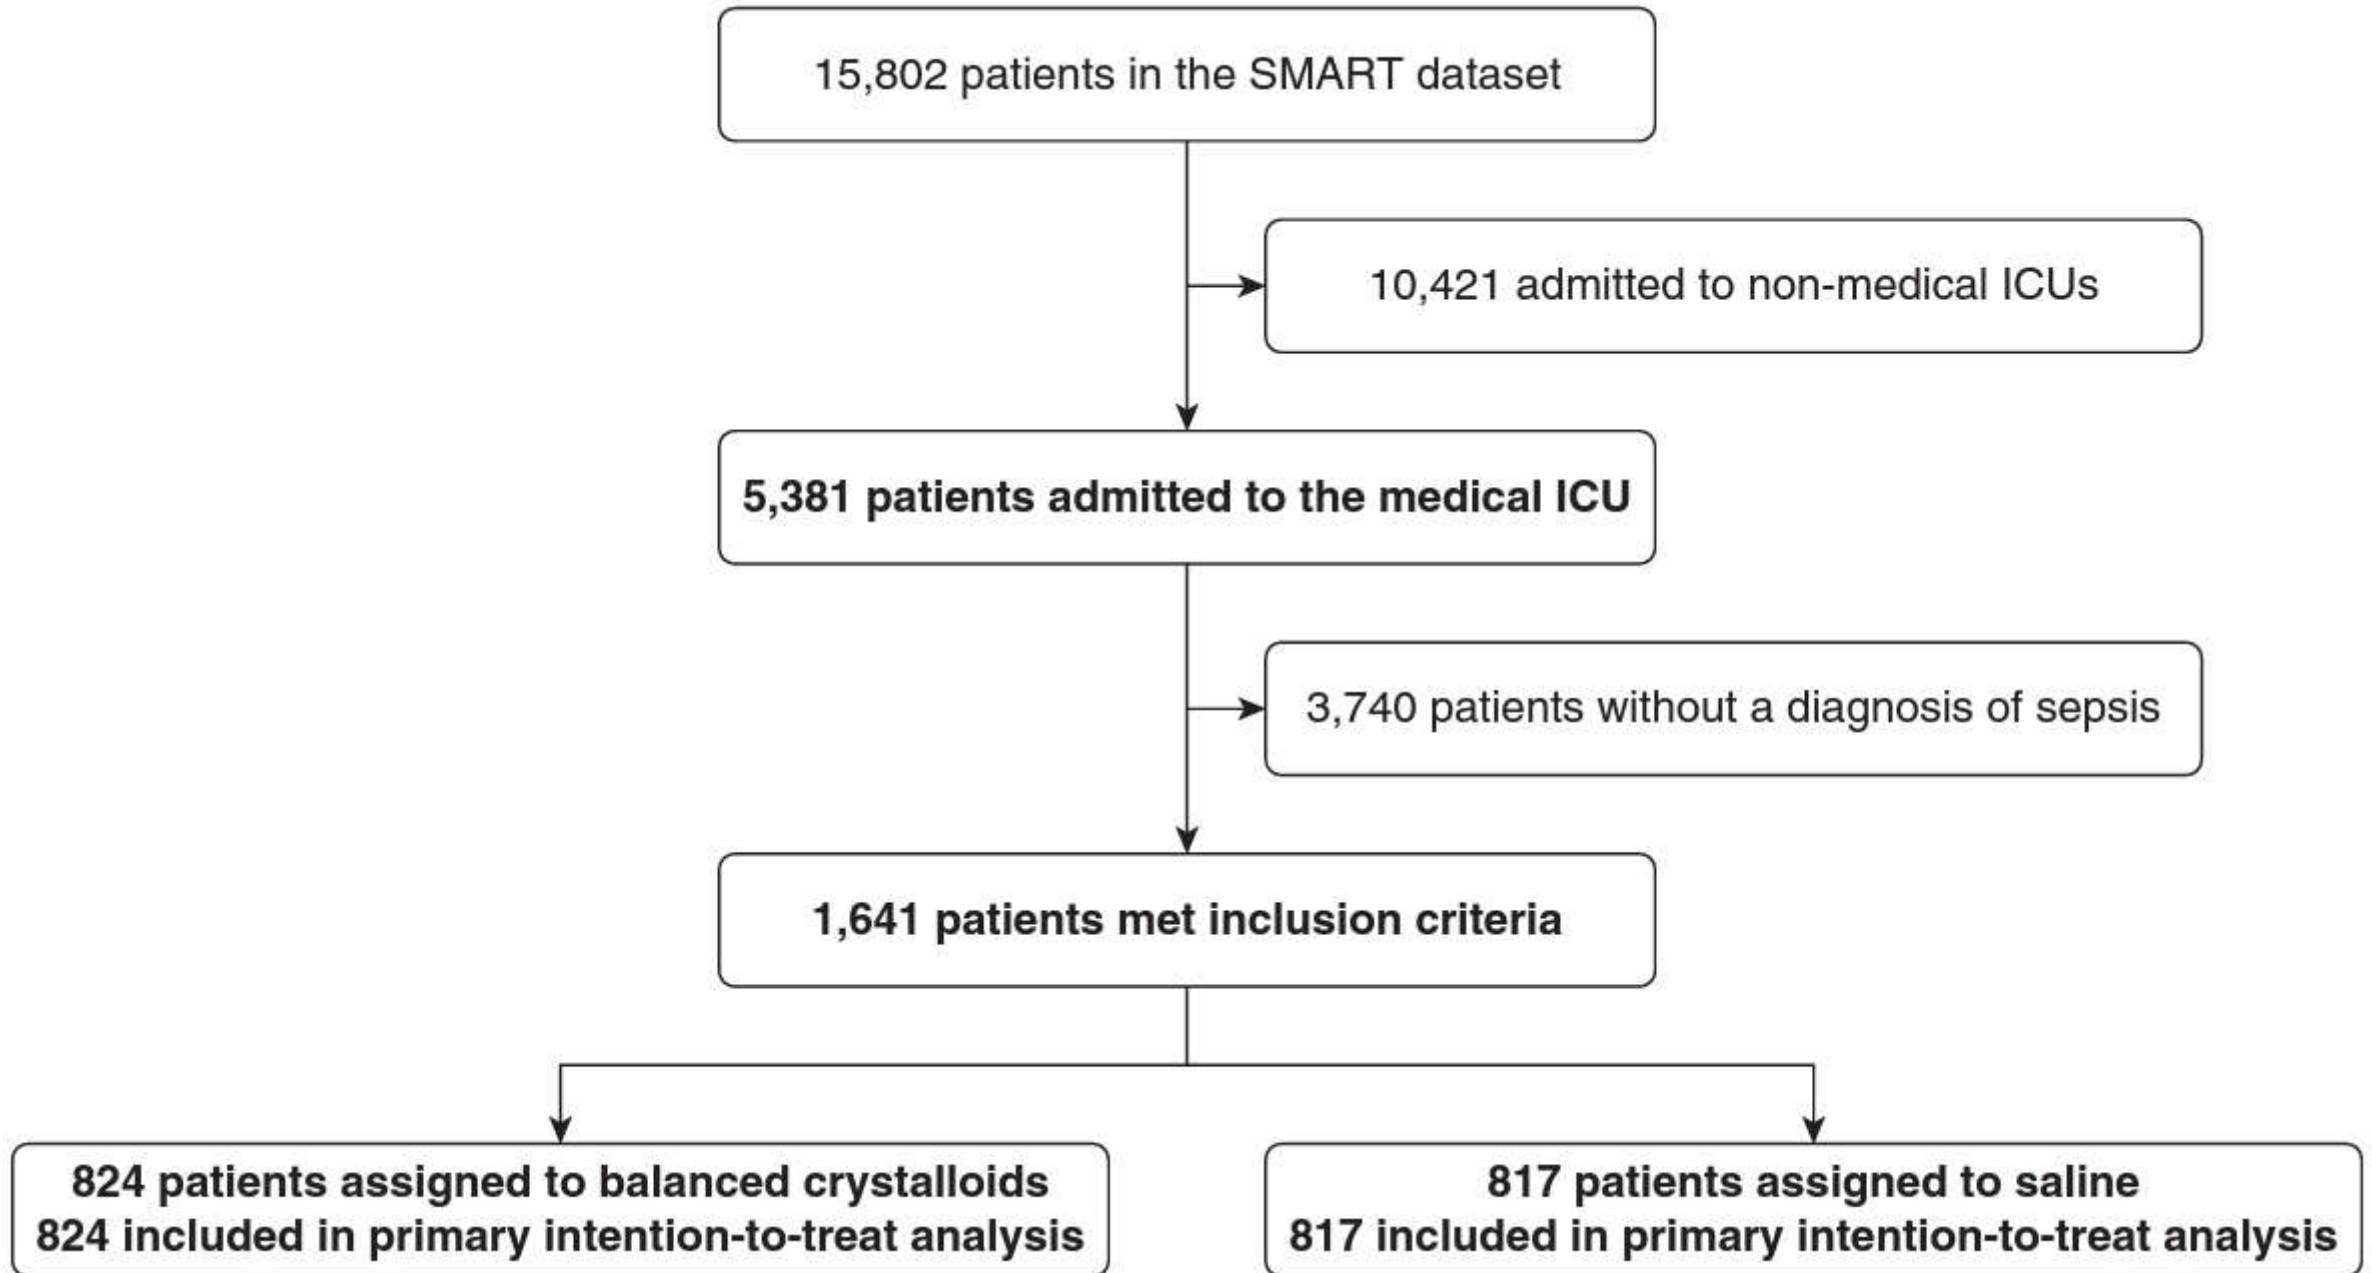 15,802 patients in the SMART dataset
10,421 admitted to non-medical ICUs
5,381 patients admitted to the medical ICU
3,740 patients without a diagnosis of sepsis
1,641 patients met inclusion criteria
824 patients assigned to balanced crystalloids
824 included in primary intention-to-treat analysis
817 patients assigned to saline
817 included in primary intention-to-treat analysis